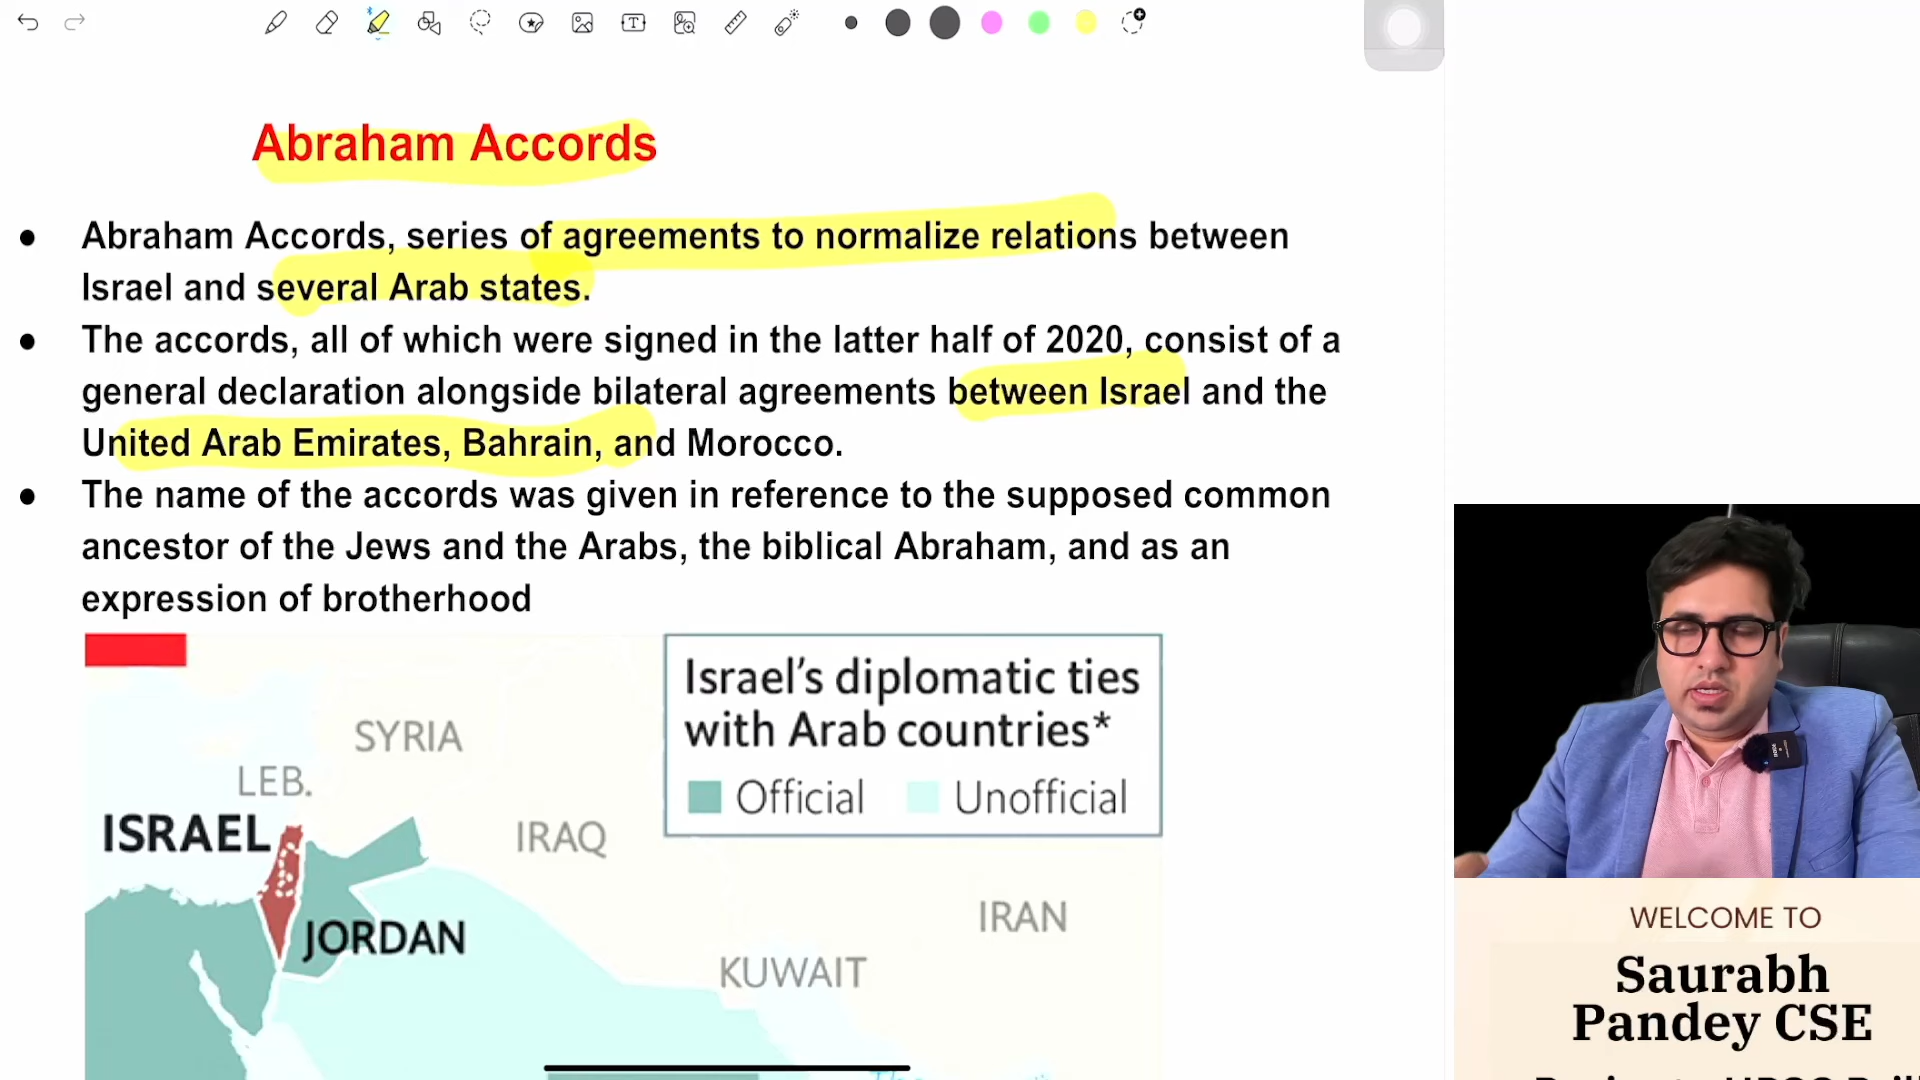 Abraham Accords
Abraham Accords, series of agreements to normalize relations between
Israel and several Arab states.
The accords, all of which were signed in the latter half of 2020, consist of a
general declaration alongside bilateral agreements between Israel and the
United Arab Emirates, Bahrain, and Morocco.
The name of the accords was given in reference to the supposed common
ancestor of the Jews and the Arabs, the biblical Abraham, and as an
expression of brotherhood
Israel's diplomatic ties
with Arab countries*
Official Unofficial
SYRIA
LEB.
ISRAEL
IRAQ
JORDAN
IRAN
KUWAIT
WELCOME TO
Saurabh
Pandey CSE